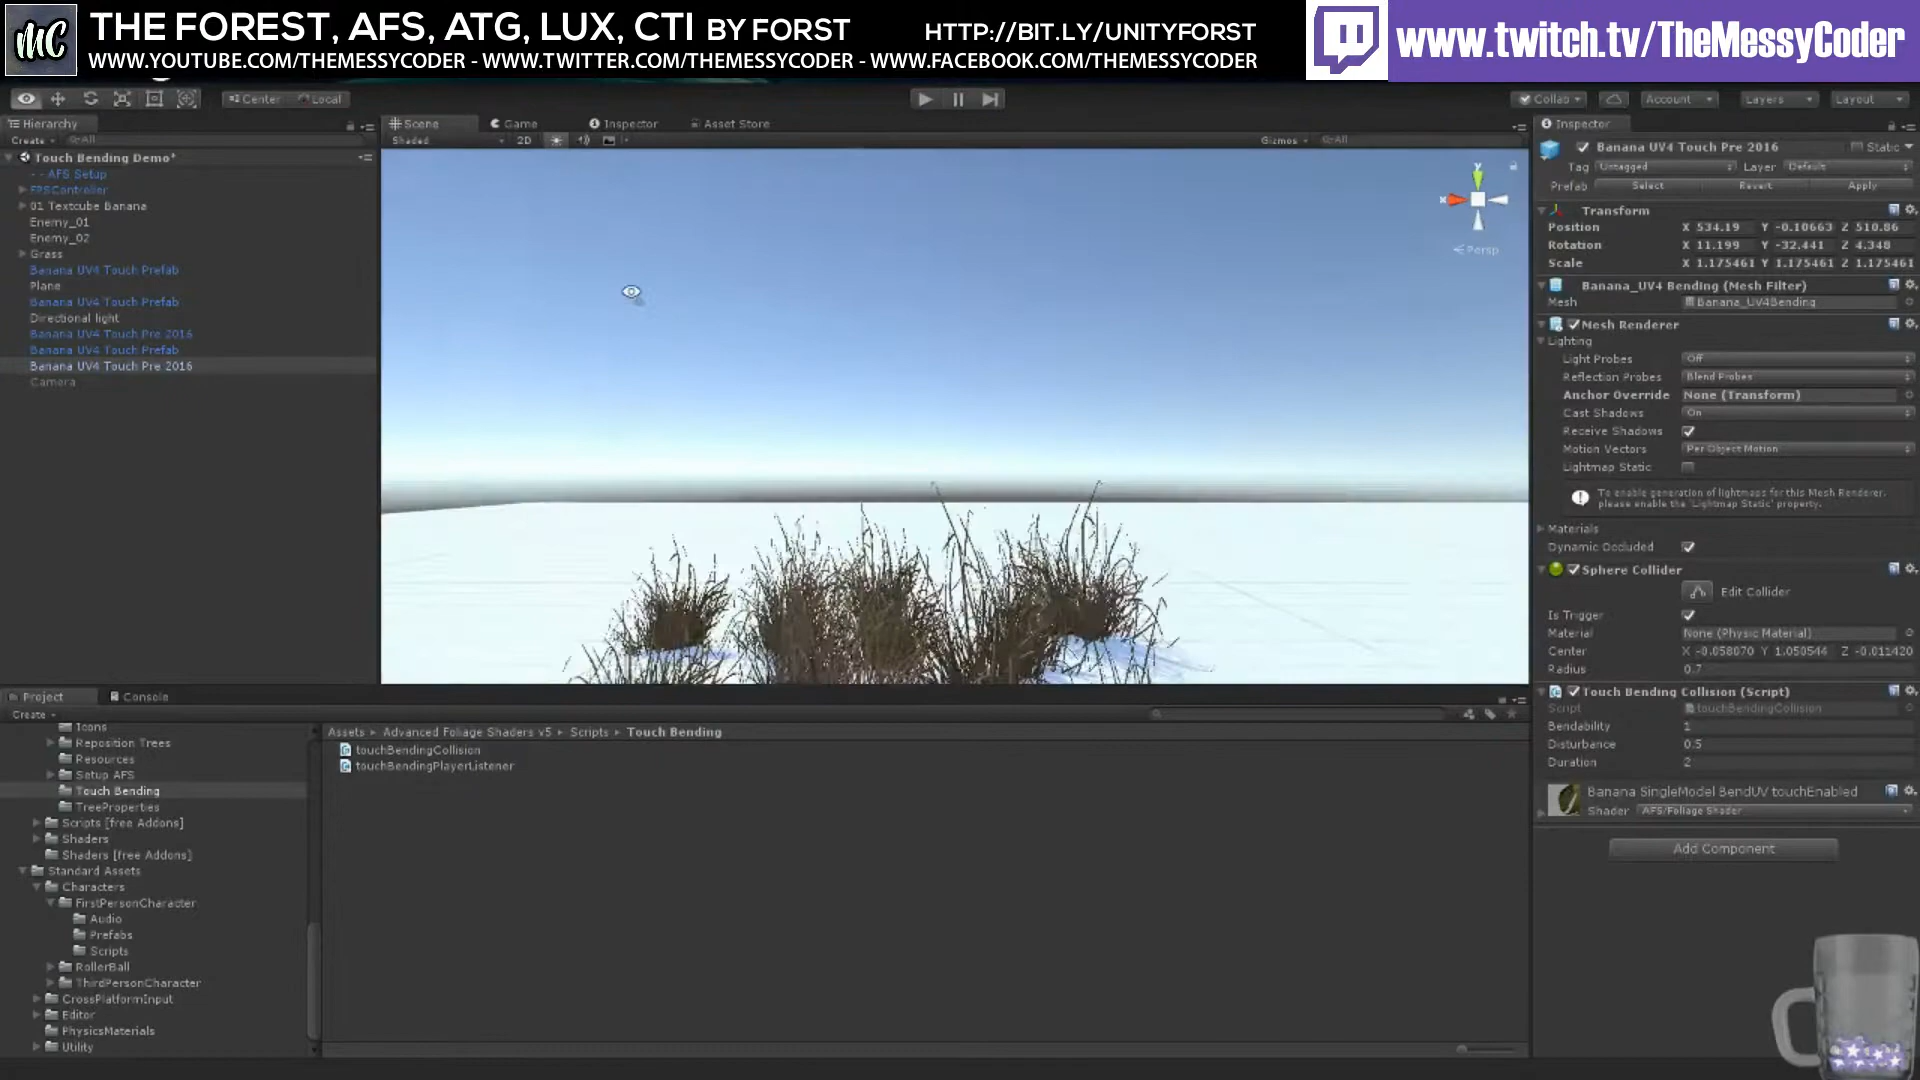 MC
THE FOREST, AFS, ATG, LUX, CTI BY FORST
HTTP://BIT.LY/UNITYFORST
WWW.YOUTUBE.COM/THEMESSYCODER - WWW.TWITTER.COM/THEMESSYCODER - WWW.FACEBOOK.COM/THEMESSYCODER
www.twitch.tv/TheMessyCoder
Center Local
Collab Account Layers Layout
Hierarchy
Create All
Touch Bending Demo*
-- AFS Setup
FPSController
01 Textcube Banana
Enemy_01
Enemy_02
Grass
Banana UV4 Touch Prefab
Plane
Banana UV4 Touch Prefab
Directional light
Banana UV4 Touch Pre 2016
Banana UV4 Touch Prefab
Banana UV4 Touch Pre 2016
Camera
Scene Game Inspector Asset Store
Shaded 2D Gizmos All
y
x
Persp
Inspector
Banana UV4 Touch Pre 2016 Static
Tag Untagged Layer Default
Prefab Select Revert Apply
Transform
Position X 534.19 Y -0.10663 Z 510.86
Rotation X 11.199 Y -32.441 Z 4.348
Scale X 1.175461 Y 1.175461 Z 1.175461
Banana_UV4 Bending (Mesh Filter)
Mesh Banana_UV4Bending
Mesh Renderer
Lighting
Light Probes Off
Reflection Probes Blend Probes
Anchor Override None (Transform)
Cast Shadows On
Receive Shadows
Motion Vectors Per Object Motion
Lightmap Static
To enable generation of lightmaps for this Mesh Renderer, please enable the 'Lightmap Static' property.
Materials
Dynamic Occluded
Sphere Collider
Edit Collider
Is Trigger
Material None (Physic Material)
Center X -0.058070 Y 1.050544 Z -0.011420
Radius 0.7
Touch Bending Collision (Script)
Script touchBendingCollision
Bendability 1
Disturbance 0.5
Duration 2
Banana SingleModel BendUV touchEnabled
Shader AFS/Foliage Shader
Add Component
Project Console
Create
Icons
Reposition Trees
Resources
Setup AFS
Touch Bending
TreeProperties
Scripts [free Addons]
Shaders
Shaders [free Addons]
Standard Assets
Characters
FirstPersonCharacter
Audio
Prefabs
Scripts
RollerBall
ThirdPersonCharacter
CrossPlatformInput
Editor
PhysicsMaterials
Utility
Assets Advanced Foliage Shaders v5 Scripts Touch Bending
touchBendingCollision
touchBendingPlayerListener